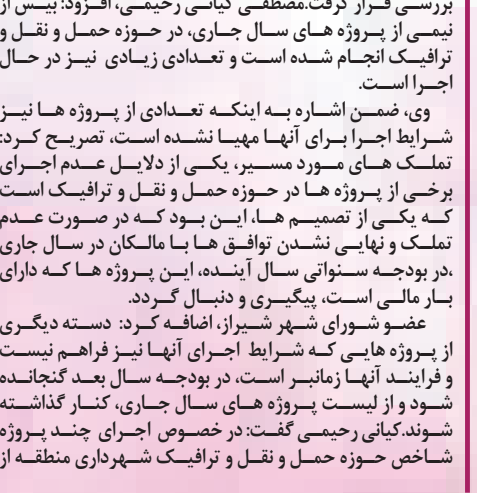 بررسی قرار گرفت.مصطفی کیانی رحیمی، افزود: بیش از
نیمی از پروژه های سال جاری، در حوزه حمل و نقل و
ترافیک انجام شده است و تعدادی زیادی نیز در حال
اجرا است.
وی، ضمن اشاره به اینکه تعدادی از پروژه ها نیز
شرایط اجرا برای آنها مهیا نشده است، تصریح کرد:
تملک های مورد مسیر، یکی از دلایل عدم اجرای
برخی از پروژه ها در حوزه حمل و نقل و ترافیک است
که یکی از تصمیم ها، این بود که در صورت عدم
تملک و نهایی نشدن توافق ها با مالکان در سال جاری
،در بودجه سنواتی سال آینده، این پروژه ها که دارای
بار مالی است، پیگیری و دنبال گردد.
عضو شورای شهر شیراز، اضافه کرد: دسته دیگری
از پروژه هایی که شرایط اجرای آنها نیز فراهم نیست
و فرایند آنها زمانبر است، در بودجه سال بعد گنجانده
شود و از لیست پروژه های سال جاری، کنار گذاشته
شوند.کیانی رحیمی گفت: در خصوص اجرای چند پروژه
شاخص حوزه حمل و نقل و ترافیک شهرداری منطقه از